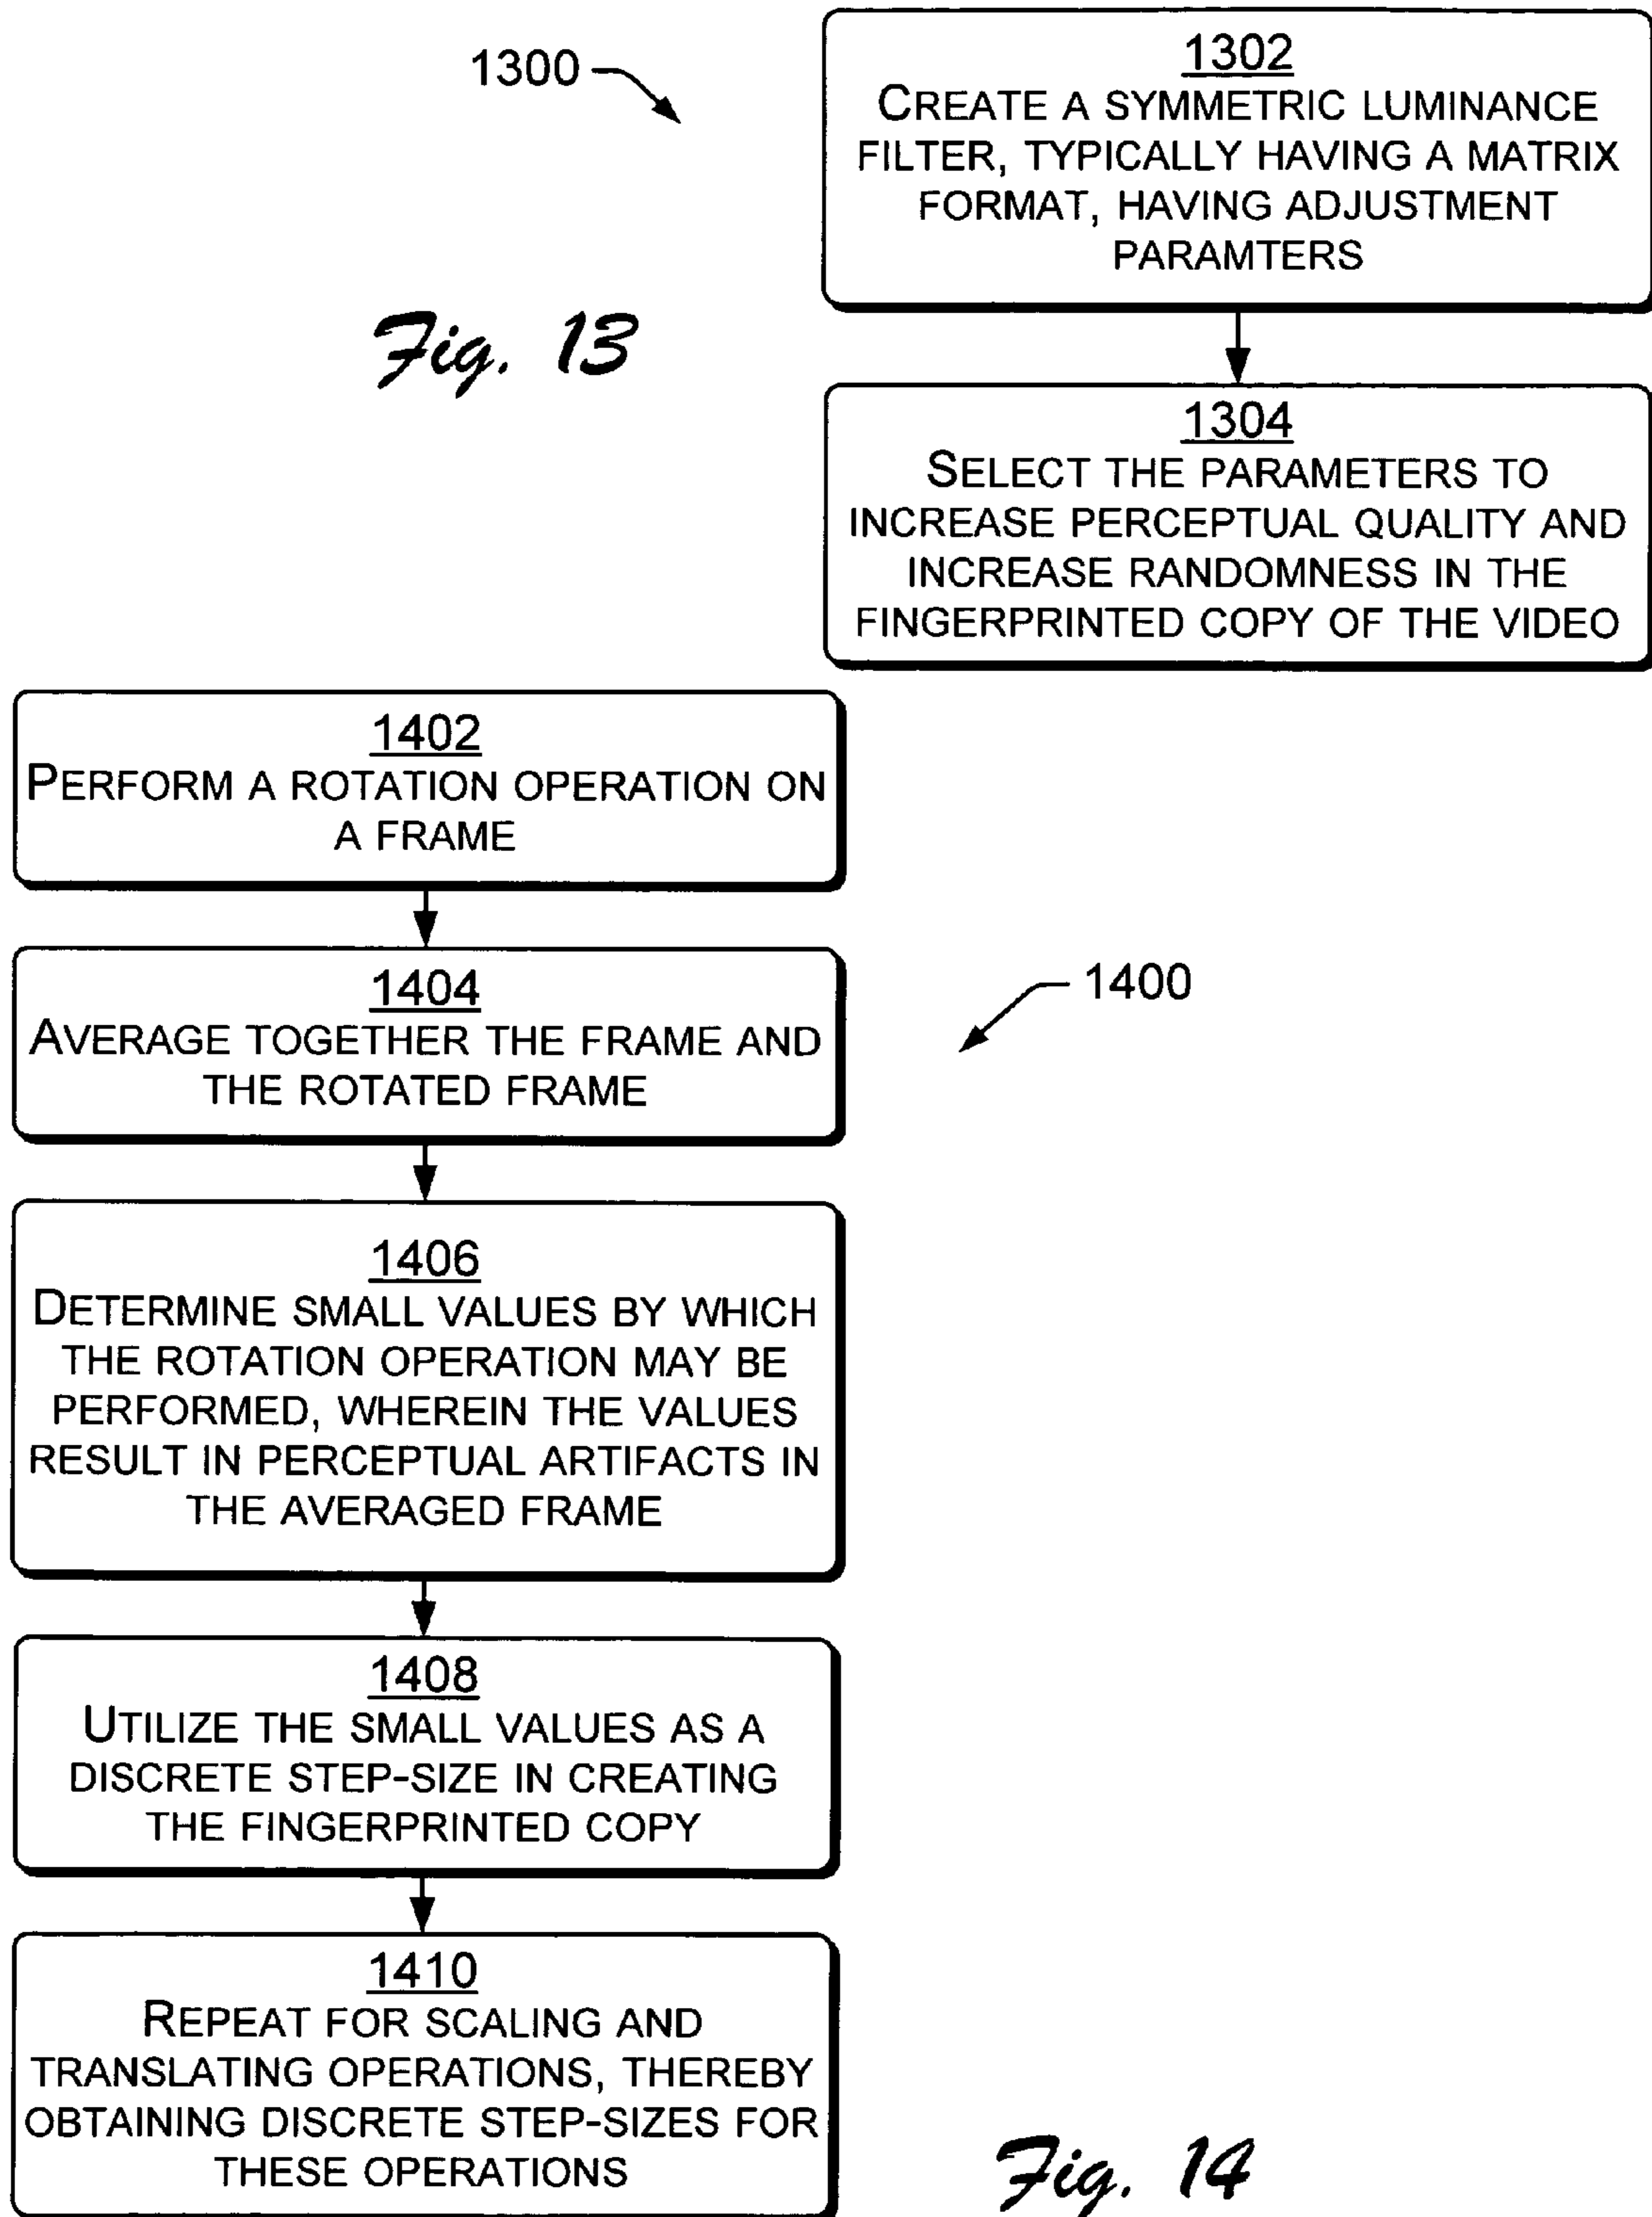 1300
1302
CREATE A SYMMETRIC LUMINANCE
FILTER, TYPICALLY HAVING A MATRIX
FORMAT, HAVING ADJUSTMENT
PARAMTERS
Fig. 13
1304
SELECT THE PARAMETERS TO
INCREASE PERCEPTUAL QUALITY AND
INCREASE RANDOMNESS IN THE
FINGERPRINTED COPY OF THE VIDEO
1402
PERFORM A ROTATION OPERATION ON
A FRAME
1404
AVERAGE TOGETHER THE FRAME AND
THE ROTATED FRAME
1400
1406
DETERMINE SMALL VALUES BY WHICH
THE ROTATION OPERATION MAY BE
PERFORMED, WHEREIN THE VALUES
RESULT IN PERCEPTUAL ARTIFACTS IN
THE AVERAGED FRAME
1408
UTILIZE THE SMALL VALUES AS A
DISCRETE STEP-SIZE IN CREATING
THE FINGERPRINTED COPY
1410
REPEAT FOR SCALING AND
TRANSLATING OPERATIONS, THEREBY
OBTAINING DISCRETE STEP-SIZES FOR
THESE OPERATIONS
Fig. 14